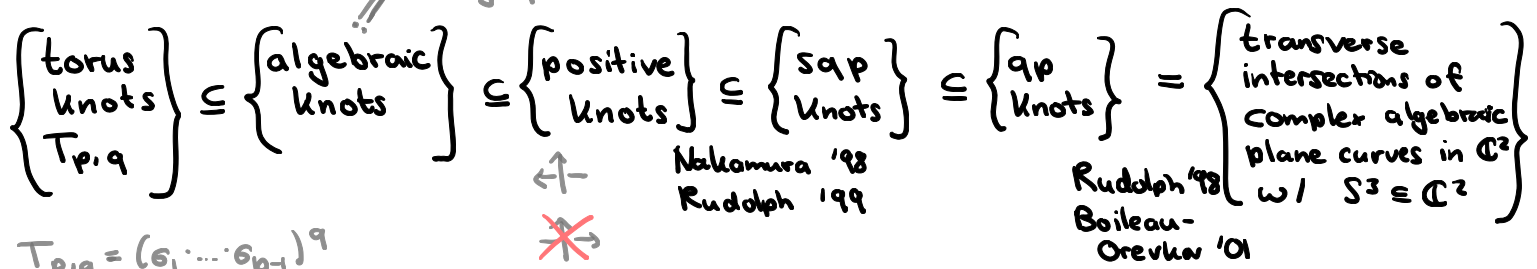 {torus knots T_{p,q}} ⊆ {algebraic knots} ⊆ {positive knots} ⊆ {sqp knots} ⊆ {qp knots} = {transverse intersections of complex algebraic plane curves in ℂ² w/ S³ ⊆ ℂ²}
Nakamura '98
Rudolph '99
Rudolph '98
Boileau-
Orevkov '01
T_{p,q} = (σ_1 ····· σ_{p-1})^q